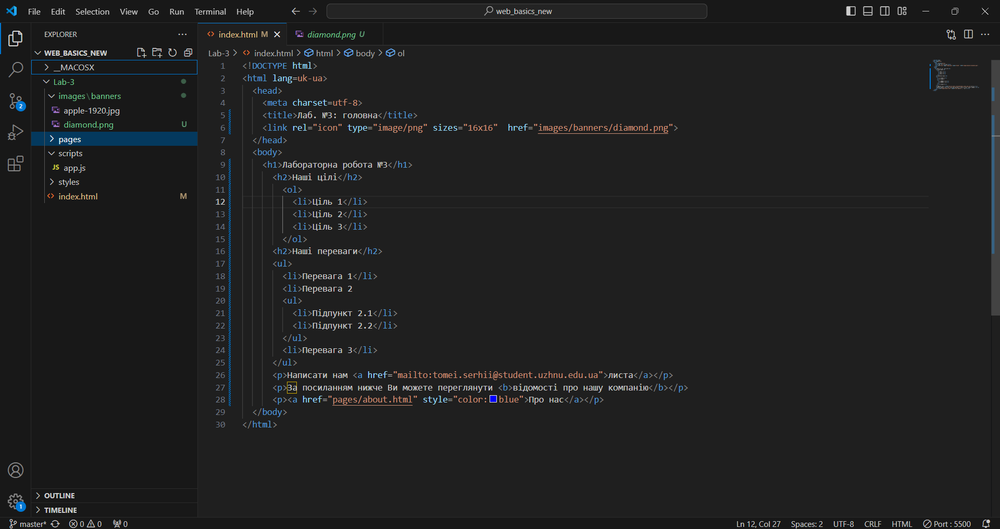 File Edit Selection View Go Run Terminal Help
web_basics_new
EXPLORER
WEB_BASICS_NEW
__MACOSX
Lab-3
images\banners
apple-1920.jpg
diamond.png U
pages
scripts
JS app.js
styles
index.html M
OUTLINE
TIMELINE
2
1
index.html M
diamond.png U
Lab-3 > index.html > html > body > ol
1 <!DOCTYPE html>
2 <html lang=uk-ua>
3 <head>
4 <meta charset=utf-8>
5 <title>Лаб. №3: головна</title>
6 <link rel="icon" type="image/png" sizes="16x16"  href="images/banners/diamond.png">
7 </head>
8 <body>
9 <h1>Лабораторна робота №3</h1>
10 <h2>Наші цілі</h2>
11 <ol>
12 <li>Ціль 1</li>
13 <li>Ціль 2</li>
14 <li>Ціль 3</li>
15 </ol>
16 <h2>Наші переваги</h2>
17 <ul>
18 <li>Перевага 1</li>
19 <li>Перевага 2
20 <ul>
21 <li>Підпункт 2.1</li>
22 <li>Підпункт 2.2</li>
23 </ul>
24 <li>Перевага 3</li>
25 </ul>
26 <p>Написати нам <a href="mailto:tomei.serhii@student.uzhnu.edu.ua">листа</a></p>
27 <p>За посиланням нижче Ви можете переглянути <b>відомості про нашу компанію</b></p>
28 <p><a href="pages/about.html" style="color:blue">Про нас</a></p>
29 </body>
30 </html>
master* 0 0 0
Ln 12, Col 27 Spaces: 2 UTF-8 CRLF HTML Port : 5500